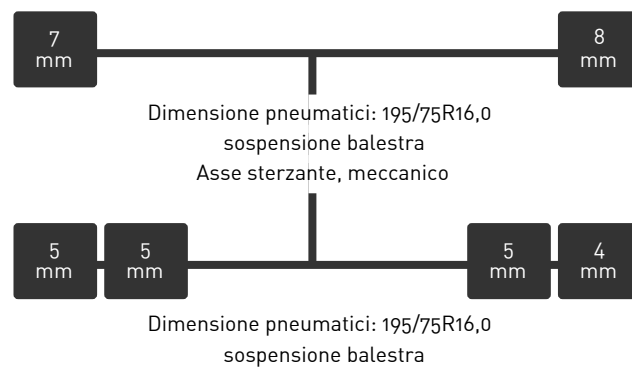 7
mm
8
mm
Dimensione pneumatici: 195/75R16,0
sospensione balestra
Asse sterzante, meccanico
5
mm
5
mm
5
mm
4
mm
Dimensione pneumatici: 195/75R16,0
sospensione balestra